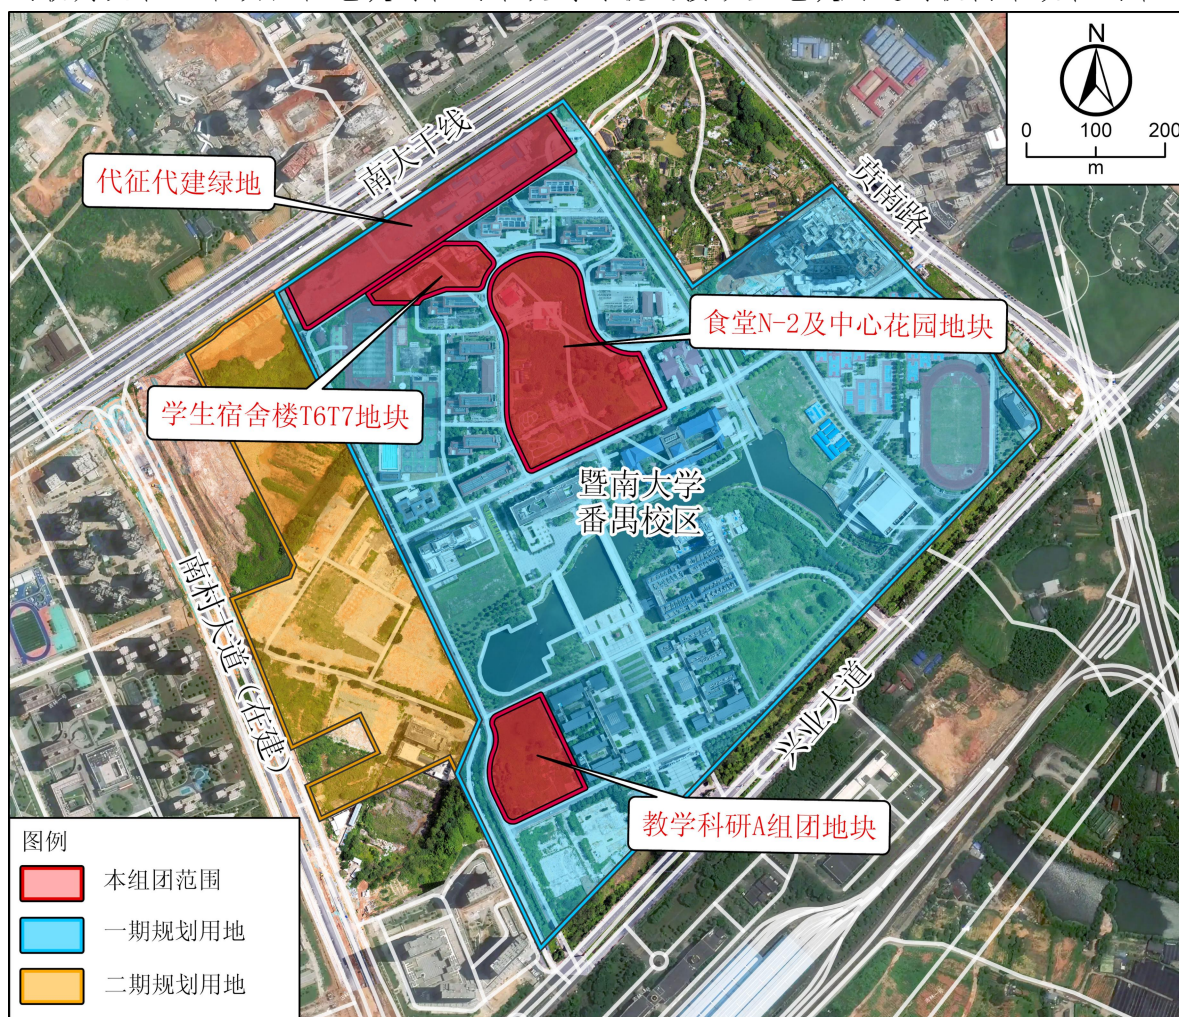 N
0 100 200
m
南大干线
贲南路
代征代建绿地
食堂N-2及中心花园地块
学生宿舍楼T6T7地块
暨南大学
番禺校区
南村大道（在建）
兴业大道
教学科研A组团地块
图例
本组团范围
一期规划用地
二期规划用地